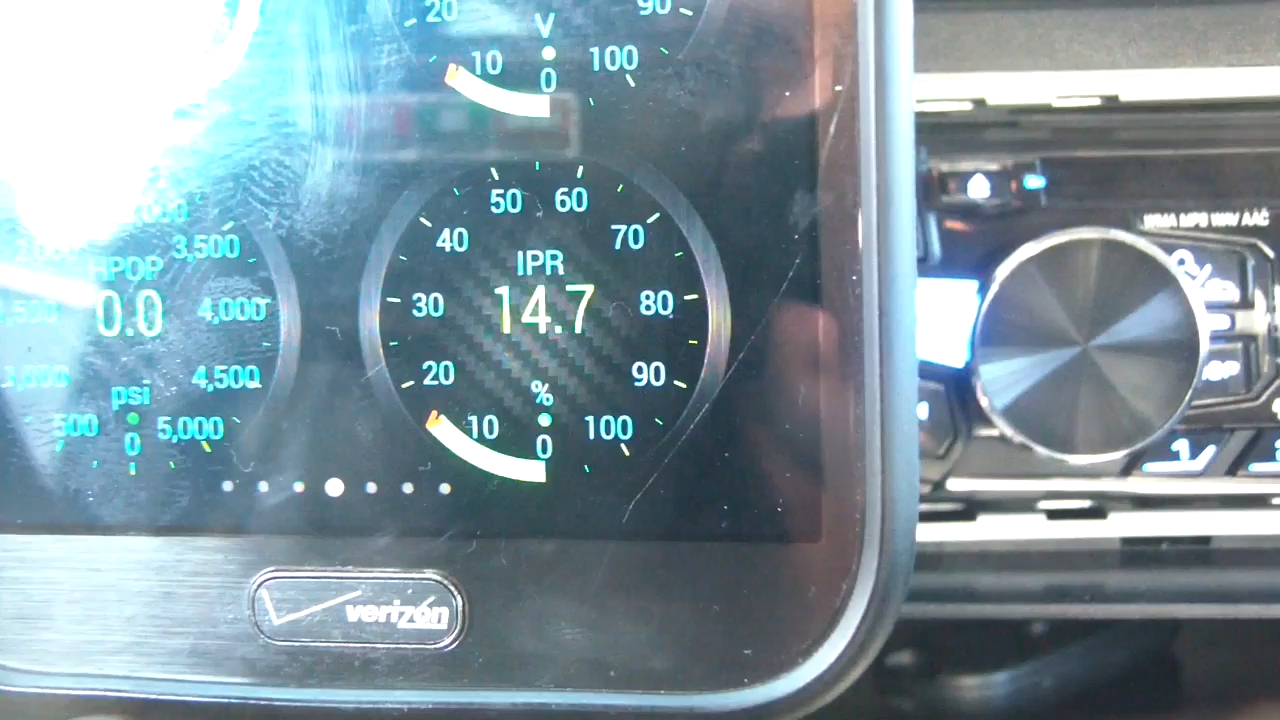 20 V 90
10 100
0
50 60
3,500 40 70
HPOP IPR
0.0 14.7
4,000 30 80
4,500 20 90
psi %
500 5,000 10 100
0 0
verizon
WMA MP3 WAV AAC
1